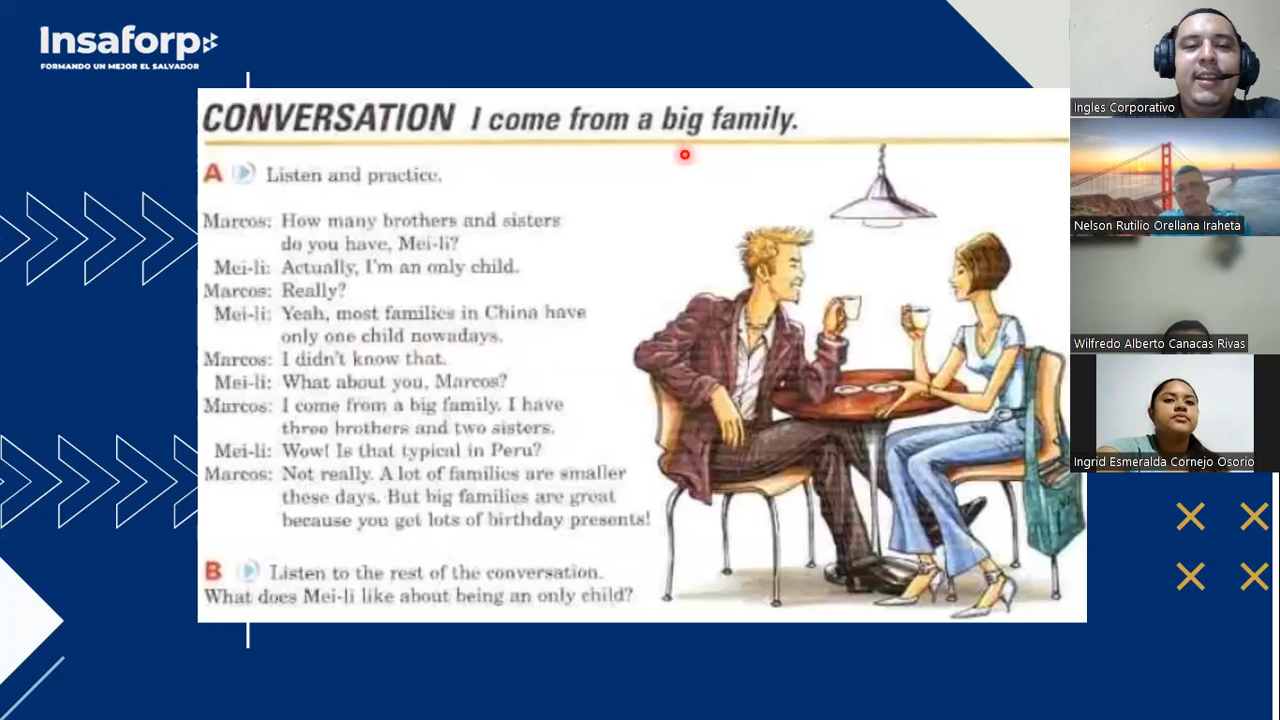 Insaforp
FORMANDO UN MEJOR EL SALVADOR
CONVERSATION I come from a big family.
A Listen and practice.
Marcos: How many brothers and sisters
do you have, Mei-li?
Mei-li: Actually, I'm an only child.
Marcos: Really?
Mei-li: Yeah, most families in China have
only one child nowadays.
Marcos: I didn't know that.
Mei-li: What about you, Marcos?
Marcos: I come from a big family. I have
three brothers and two sisters.
Mei-li: Wow! Is that typical in Peru?
Marcos: Not really. A lot of families are smaller
these days. But big families are great
because you get lots of birthday presents!
B Listen to the rest of the conversation.
What does Mei-li like about being an only child?
Ingles Corporativo
Nelson Rutilio Orellana Iraheta
Wilfredo Alberto Canacas Rivas
Ingrid Esmeralda Cornejo Osorio